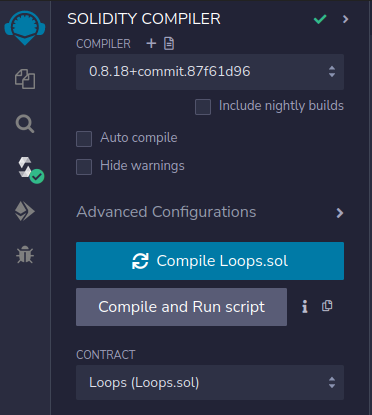 SOLIDITY COMPILER
COMPILER
0.8.18+commit.87f61d96
Include nightly builds
Auto compile
Hide warnings
Advanced Configurations
Compile Loops.sol
Compile and Run script
CONTRACT
Loops (Loops.sol)